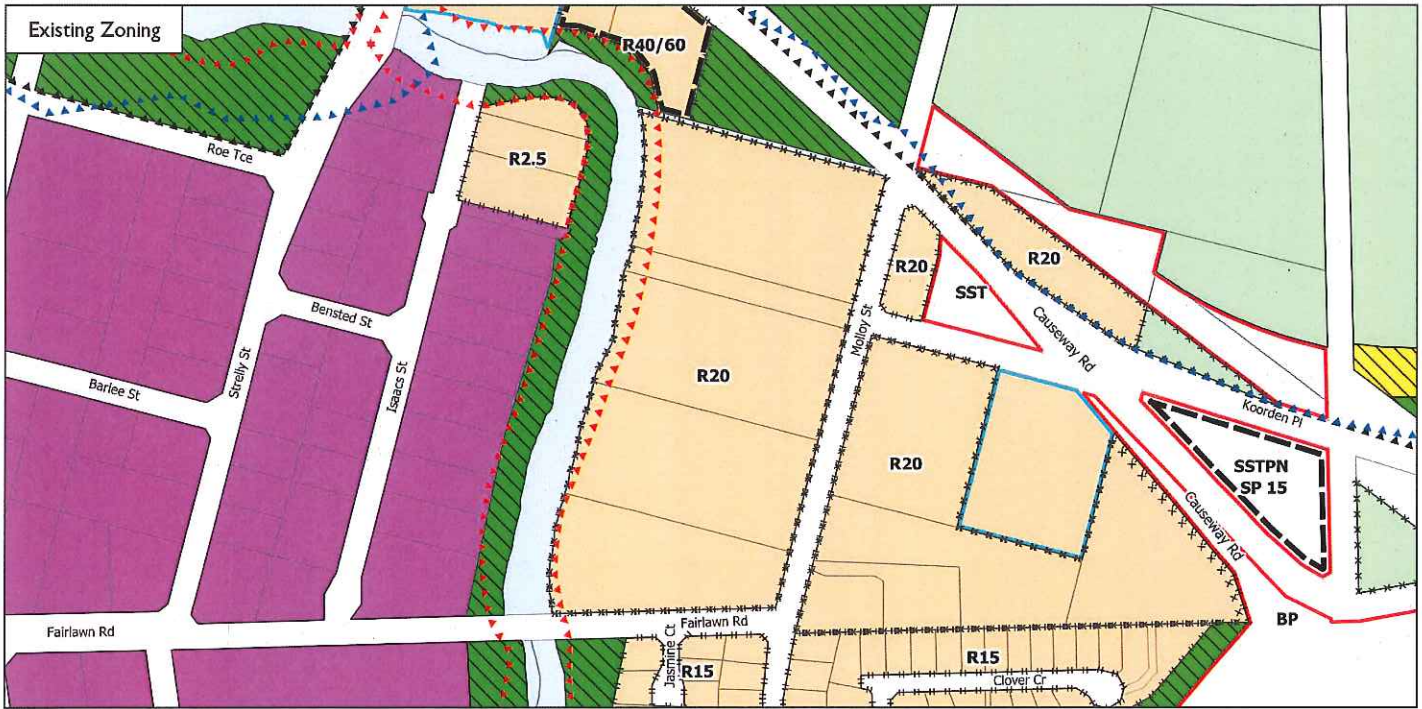 Existing Zoning
R40/60
Roe Tce
R2.5
R20
R20
SST
Bensted St
Molloy St
Causeway Rd
Strelly St
Isaacs St
R20
Barlee St
Koorden Pl
R20
SSTPN
SP 15
Causeway Rd
Fairlawn Rd
Fairlawn Rd
BP
Jasmine Ct
R15
R15
Clover Cr